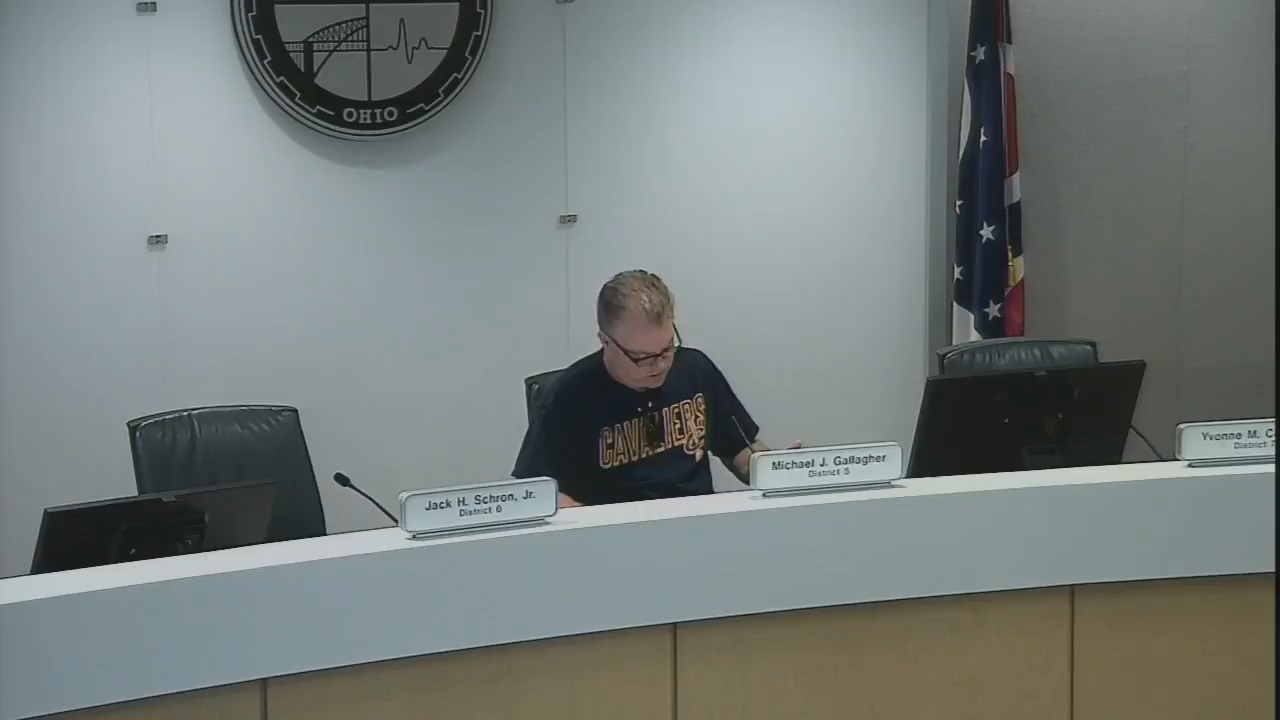 OHIO
CAVALIERS
Jack H. Schron, Jr.
District 6
Michael J. Gallagher
District 5
Yvonne M. C
District